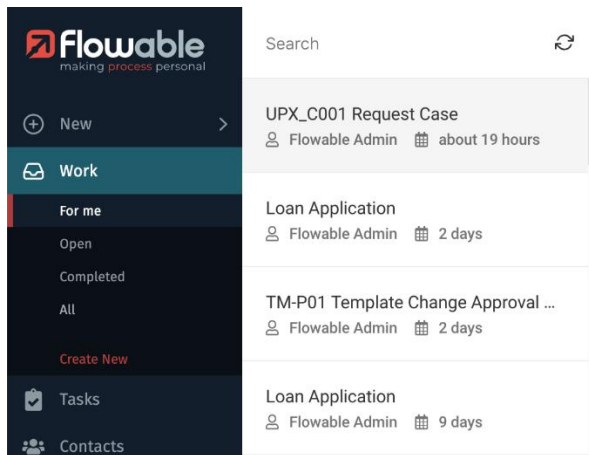 Flowable
making process personal
New
Work
For me
Open
Completed
All
Create New
Tasks
Contacts
Search
UPX_C001 Request Case
Flowable Admin about 19 hours
Loan Application
Flowable Admin 2 days
TM-P01 Template Change Approval ...
Flowable Admin 2 days
Loan Application
Flowable Admin 9 days